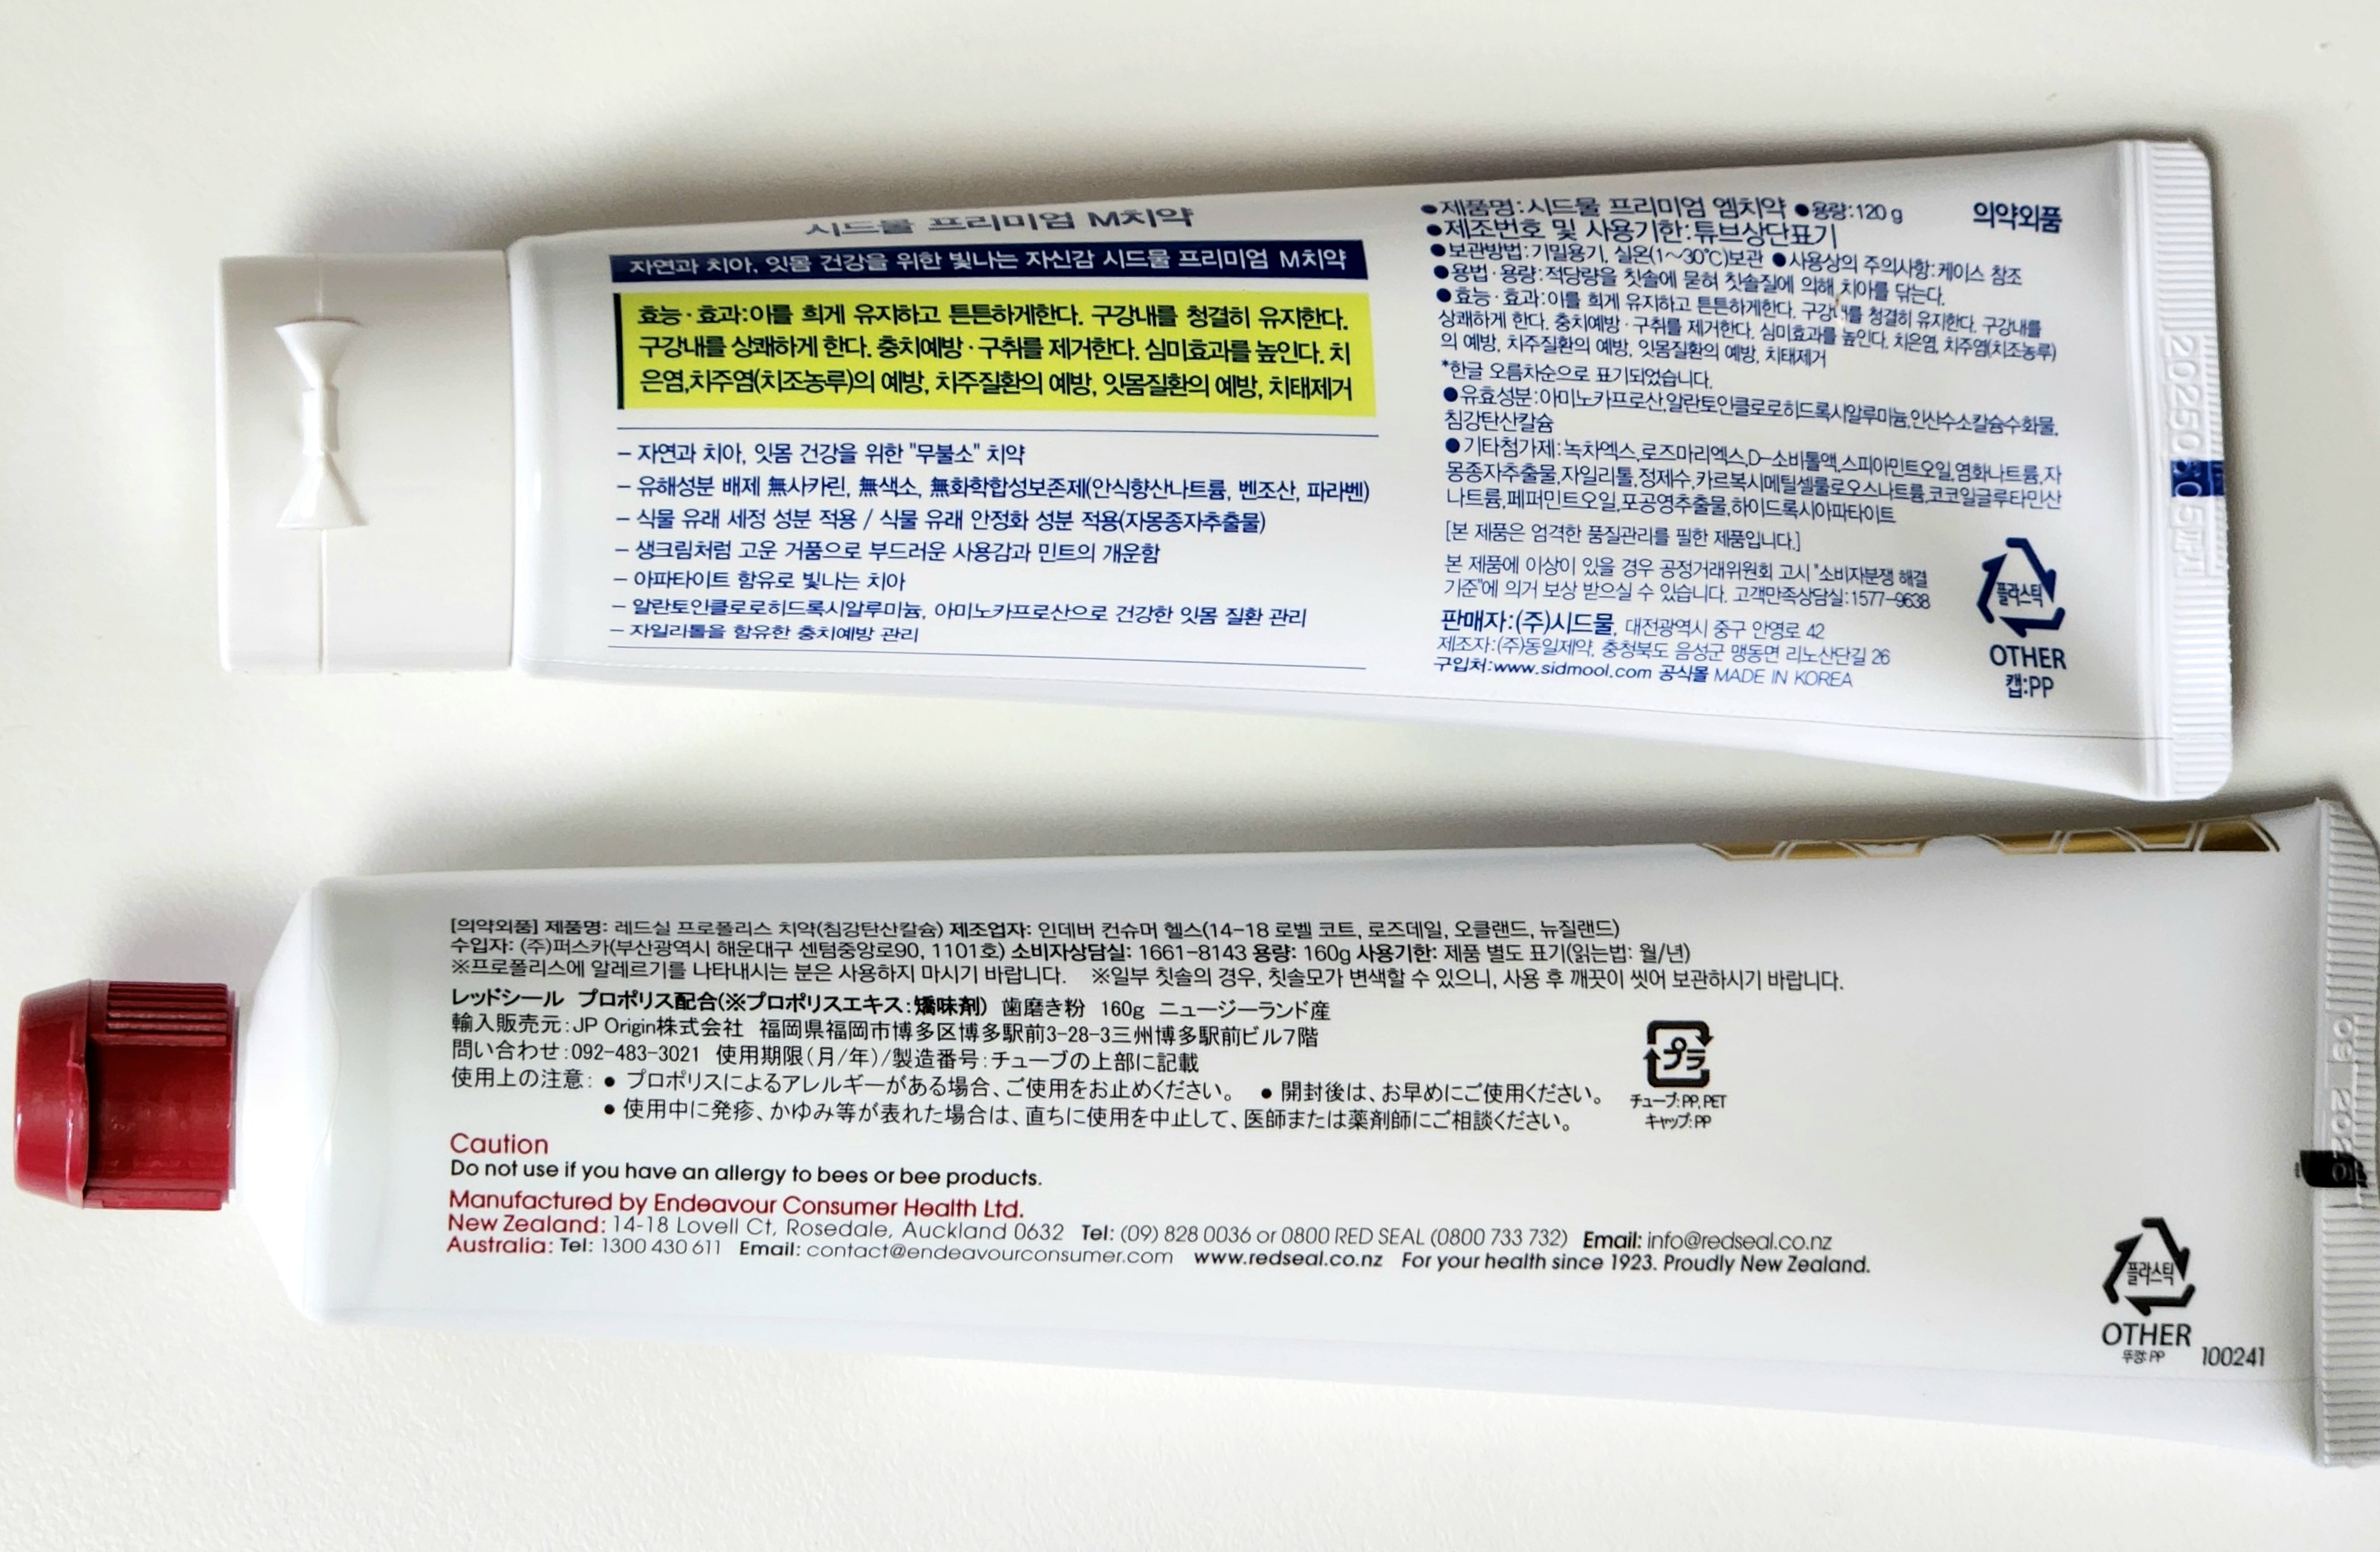 시드물 프리미엄 M치약
자연과 치아, 잇몸 건강을 위한 빛나는 자신감 시드물 프리미엄 M치약
효능·효과:이를 희게 유지하고 튼튼하게한다. 구강내를 청결히 유지한다.
구강내를 상쾌하게 한다. 충치예방·구취를 제거한다. 심미효과를 높인다. 치
은염,치주염(치조농루)의 예방, 치주질환의 예방, 잇몸질환의 예방, 치태제거
– 자연과 치아, 잇몸 건강을 위한 "무불소" 치약
– 유해성분 배제 無사카린, 無색소, 無화학합성보존제(안식향산나트륨, 벤조산, 파라벤)
– 식물 유래 세정 성분 적용 / 식물 유래 안정화 성분 적용(자몽종자추출물)
– 생크림처럼 고운 거품으로 부드러운 사용감과 민트의 개운함
– 아파타이트 함유로 빛나는 치아
– 알란토인클로로히드록시알루미늄, 아미노카프로산으로 건강한 잇몸 질환 관리
– 자일리톨을 함유한 충치예방 관리
●제품명:시드물 프리미엄 엠치약 ●용량:120g
의약외품
●제조번호 및 사용기한:튜브상단표기
●보관방법:기밀용기, 실온(1~30℃)보관 ●사용상의 주의사항:케이스 참조
●용법·용량:적당량을 칫솔에 묻혀 칫솔질에 의해 치아를 닦는다.
●효능·효과:이를 희게 유지하고 튼튼하게한다. 구강내를 청결히 유지한다. 구강내를
상쾌하게 한다. 충치예방·구취를 제거한다. 심미효과를 높인다. 치은염, 치주염(치조농루)
의 예방, 치주질환의 예방, 잇몸질환의 예방, 치태제거
*한글 오름차순으로 표기되었습니다.
●유효성분:아미노카프로산,알란토인클로로히드록시알루미늄,인산수소칼슘수화물,
침강탄산칼슘
●기타첨가제:녹차엑스,로즈마리엑스,D–소비톨액,스피아민트오일,염화나트륨,자
몽종자추출물,자일리톨,정제수,카르복시메틸셀룰로오스나트륨,코코일글루타민산
나트륨,페퍼민트오일,포공영추출물,하이드록시아파타이트
[본 제품은 엄격한 품질관리를 필한 제품입니다.]
본 제품에 이상이 있을 경우 공정거래위원회 고시 "소비자분쟁 해결
기준"에 의거 보상 받으실 수 있습니다. 고객만족상담실:1577–9638
판매자:(주)시드물, 대전광역시 중구 안영로 42
제조자:(주)동일제약, 충청북도 음성군 맹동면 리노산단길 26
구입처:www.sidmool.com 공식몰 MADE IN KOREA
플라스틱
OTHER
캡:PP
[의약외품] 제품명: 레드실 프로폴리스 치약(침강탄산칼슘) 제조업자: 인데버 컨슈머 헬스(14-18 로벨 코트, 로즈데일, 오클랜드, 뉴질랜드)
수입자: (주)퍼스카(부산광역시 해운대구 센텀중앙로90, 1101호) 소비자상담실: 1661-8143 용량: 160g 사용기한: 제품 별도 표기(읽는법: 월/년)
※프로폴리스에 알레르기를 나타내시는 분은 사용하지 마시기 바랍니다. ※일부 칫솔의 경우, 칫솔모가 변색할 수 있으니, 사용 후 깨끗이 씻어 보관하시기 바랍니다.
レッドシール プロポリス配合(※プロポリスエキス:矯味剤) 歯磨き粉 160g ニュージーランド産
輸入販売元:JP Origin株式会社 福岡県福岡市博多区博多駅前3-28-3三州博多駅前ビル7階
問い合わせ:092-483-3021 使用期限(月/年)/製造番号:チューブの上部に記載
使用上の注意: ● プロポリスによるアレルギーがある場合、ご使用をお止めください。 ● 開封後は、お早めにご使用ください。
● 使用中に発疹、かゆみ等が表れた場合は、直ちに使用を中止して、医師または薬剤師にご相談ください。
プラ
チューブ:PP,PET
キャップ:PP
Caution
Do not use if you have an allergy to bees or bee products.
Manufactured by Endeavour Consumer Health Ltd.
New Zealand: 14-18 Lovell Ct, Rosedale, Auckland 0632 Tel: (09) 828 0036 or 0800 RED SEAL (0800 733 732) Email: info@redseal.co.nz
Australia: Tel: 1300 430 611 Email: contact@endeavourconsumer.com www.redseal.co.nz For your health since 1923. Proudly New Zealand.
플라스틱
OTHER
뚜껑: PP
100241